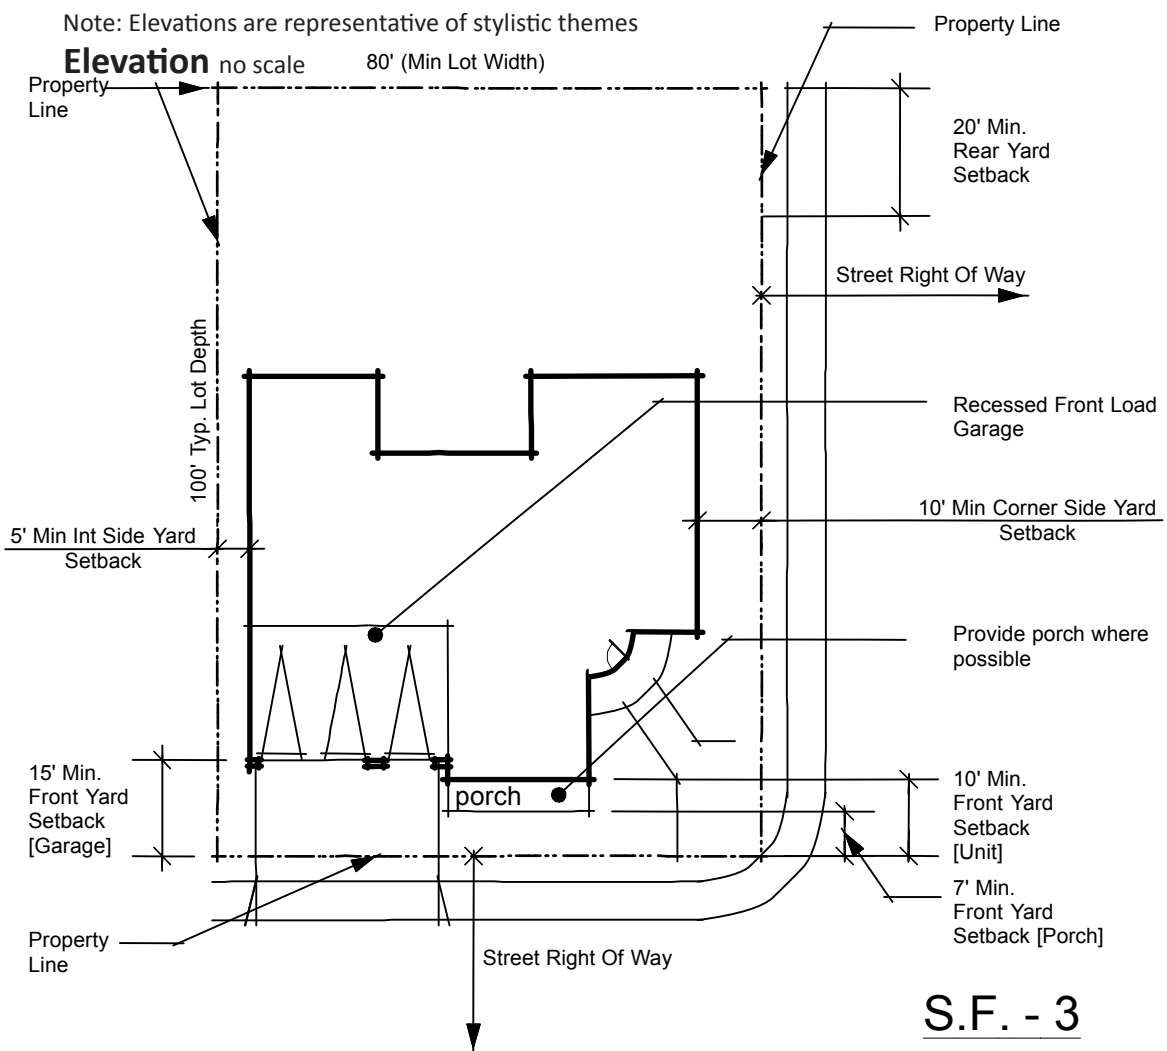 Note: Elevations are representative of stylistic themes
Elevation no scale
80' (Min Lot Width)
Property Line
Property
Line
20' Min.
Rear Yard
Setback
Street Right Of Way
100' Typ. Lot Depth
Recessed Front Load
Garage
5' Min Int Side Yard
Setback
10' Min Corner Side Yard
Setback
Provide porch where
possible
15' Min.
Front Yard
Setback
[Garage]
porch
10' Min.
Front Yard
Setback
[Unit]
7' Min.
Front Yard
Setback [Porch]
Property
Line
Street Right Of Way
S.F. - 3